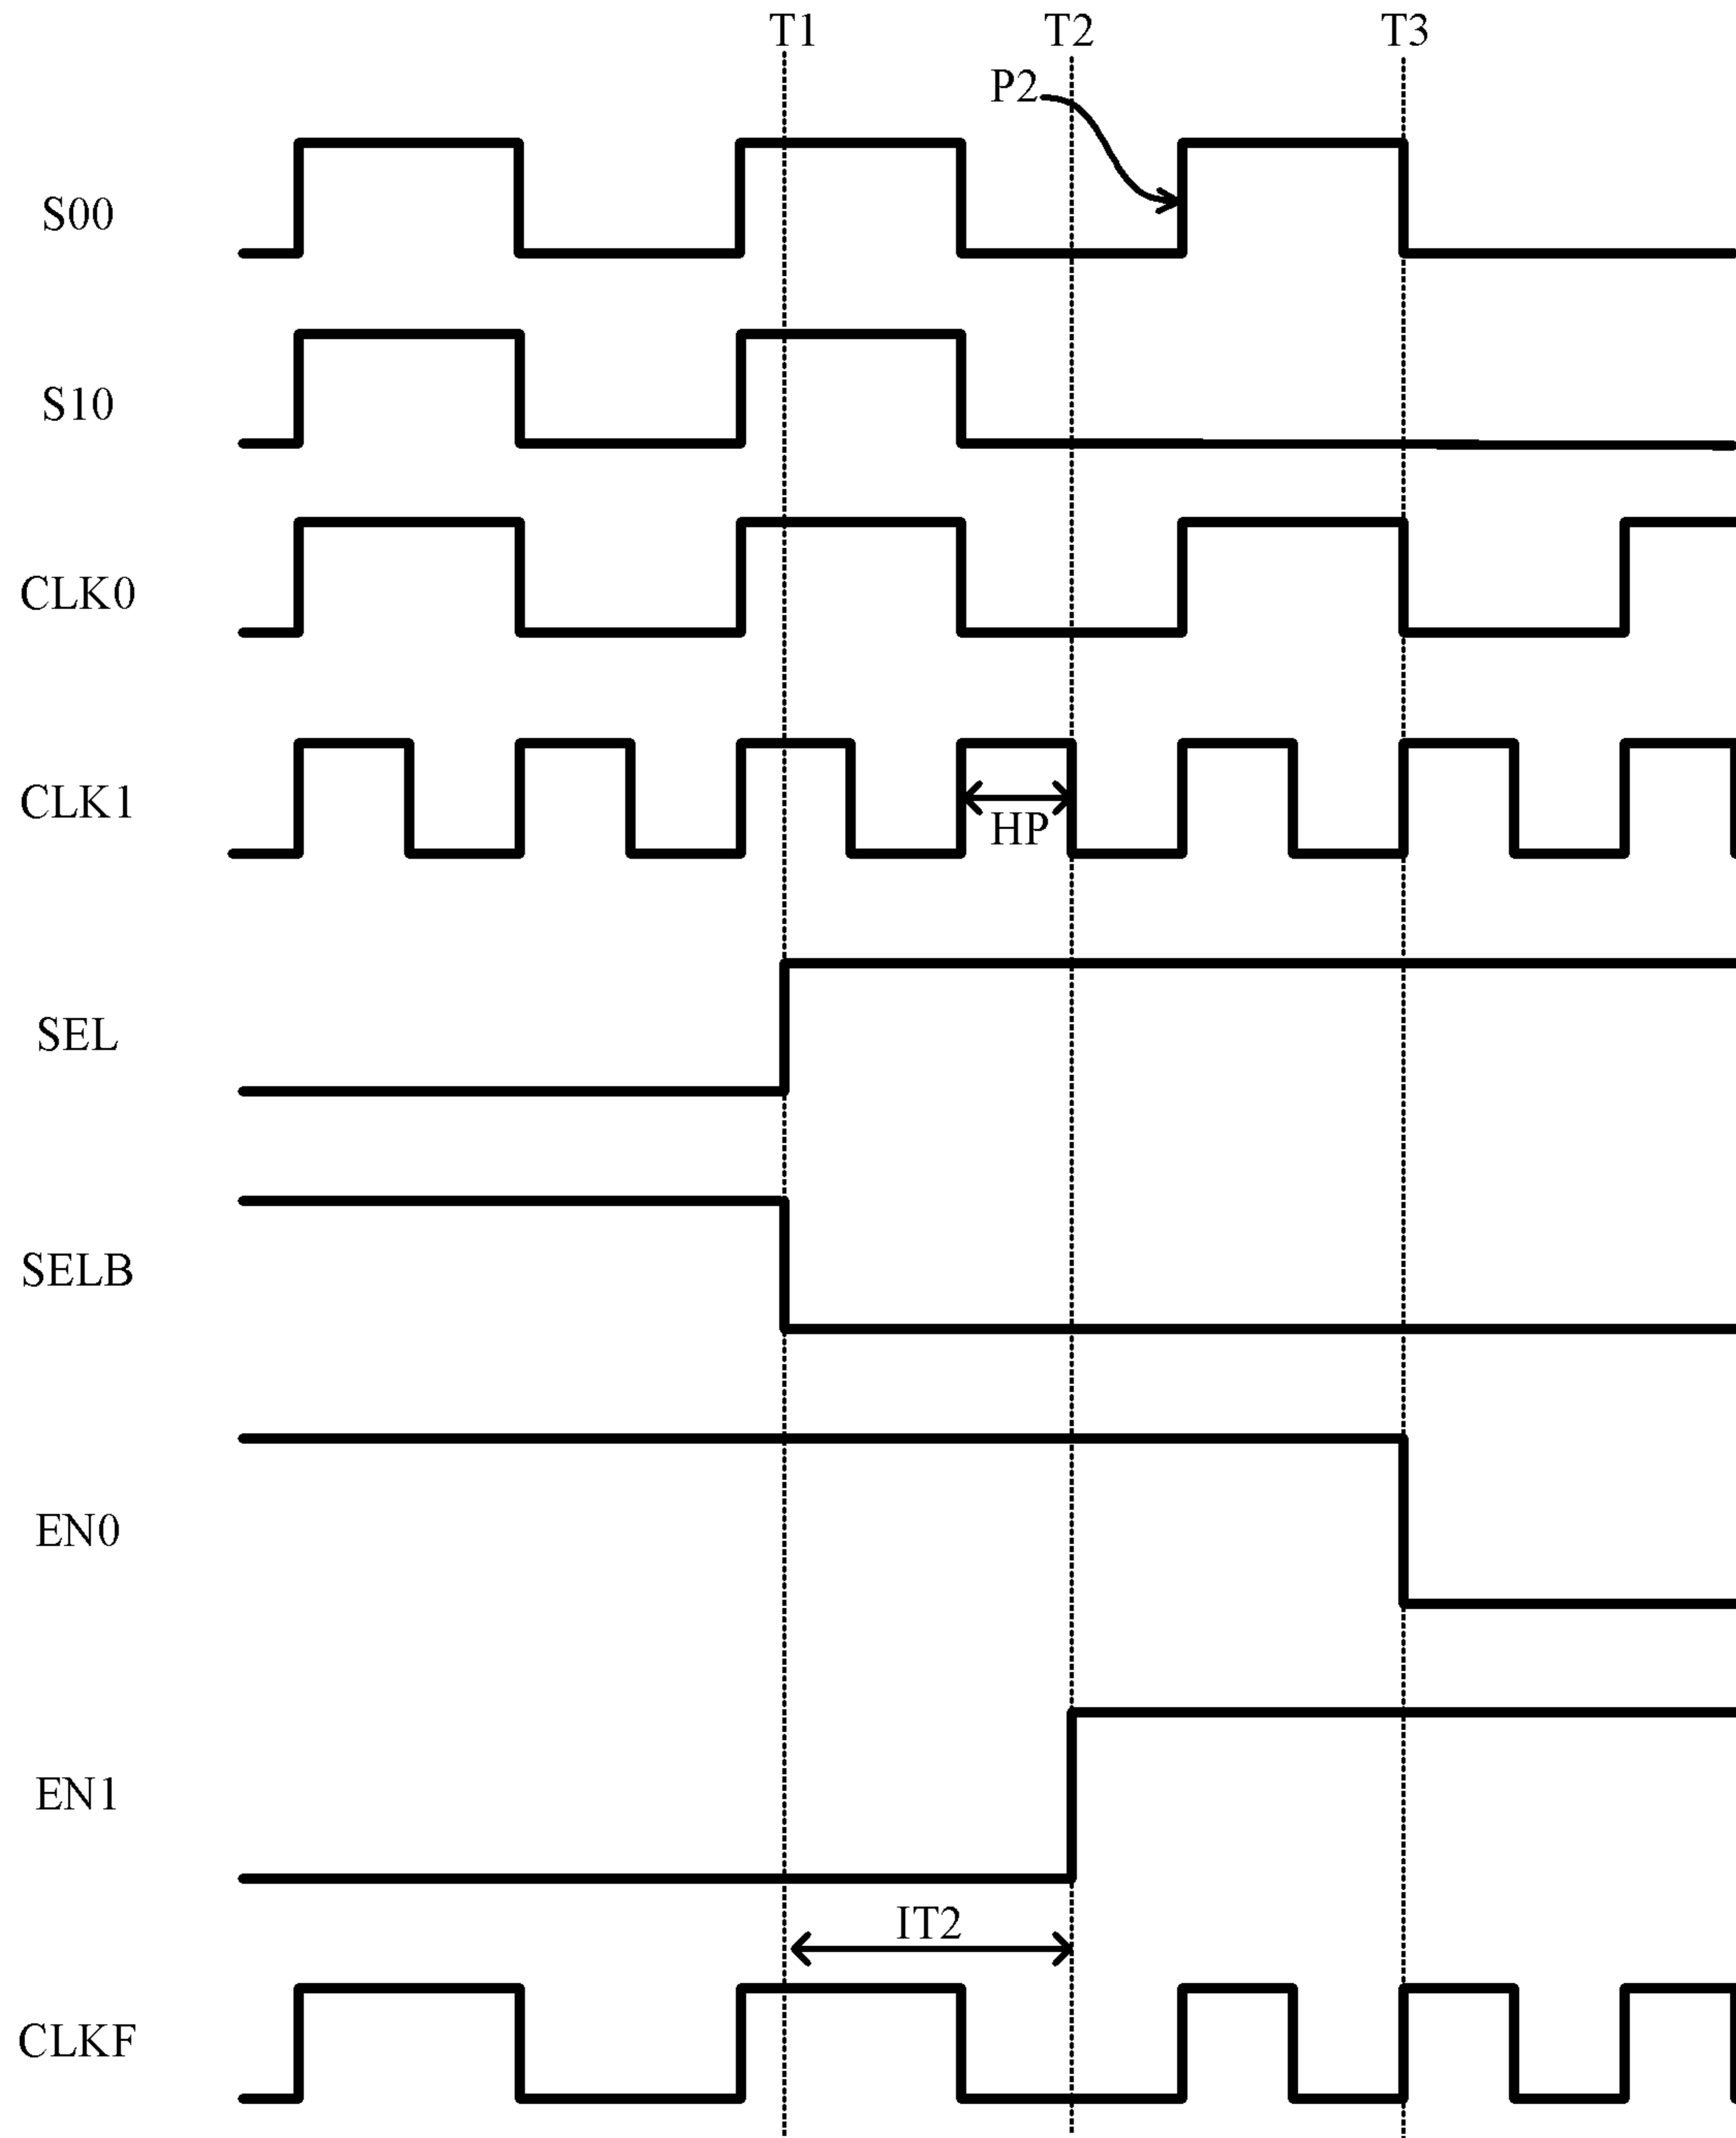 T1 T2 T3
P2
S00
S10
CLK0
CLK1
HP
SEL
SELB
EN0
EN1
IT2
CLKF